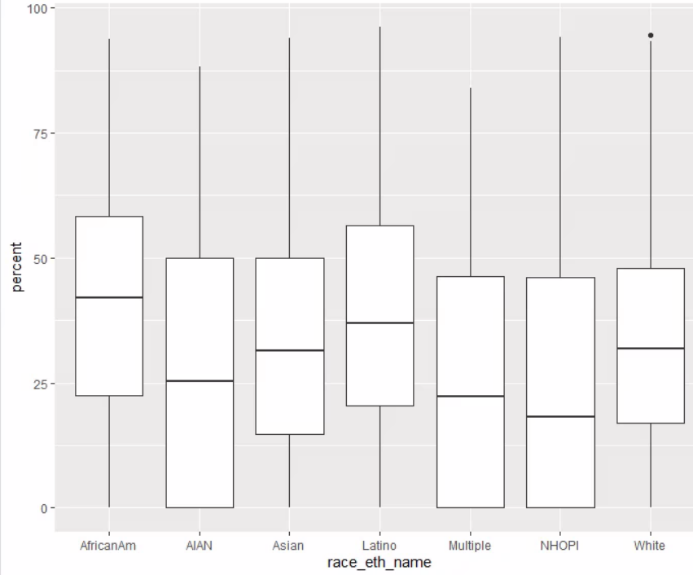 100
75
percent
50
25
0
AfricanAm AIAN Asian Latino Multiple NHOPI White
race_eth_name